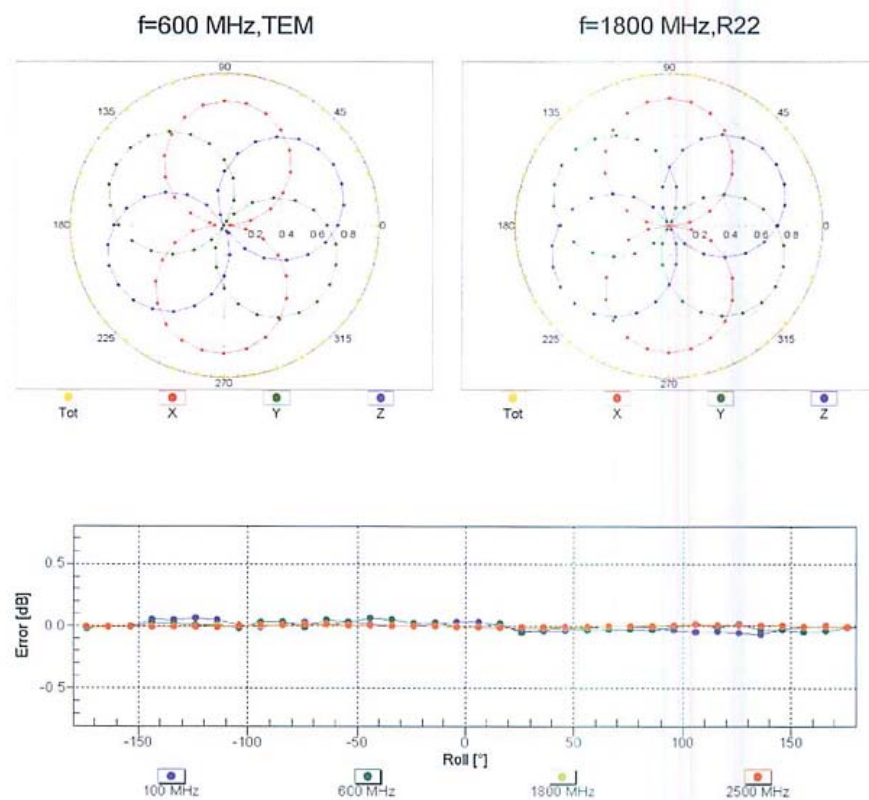 f=600 MHz,TEM
f=1800 MHz,R22
90
135
45
180
0.2 0.4 0.6 0.8 0
225
315
270
Tot X Y Z
90
135
45
180
0.2 0.4 0.6 0.8 0
225
315
270
Tot X Y Z
Error [dB]
0.5
0.0
-0.5
-150 -100 -50 0 50 100 150
Roll [°]
100 MHz 600 MHz 1800 MHz 2500 MHz